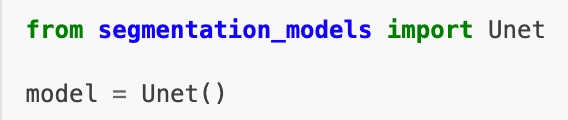 from segmentation_models import Unet
model = Unet()